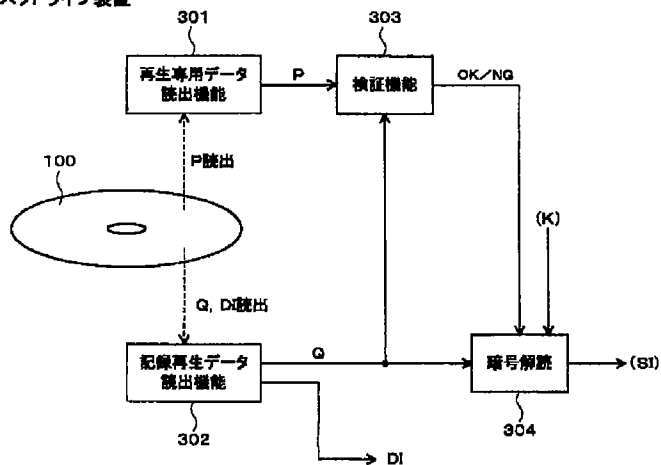 301
303
再生専用データ
読出機能
P
検証機能
OK/NG
100
P読出
(K)
Q, DI読出
記録再生データ
読出機能
Q
暗号解読
(SI)
302
304
DI